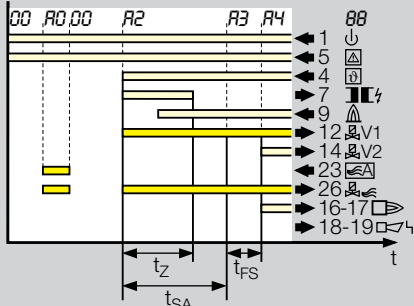 00 A0 00 A2 A3 A4 88
1
5
4 ϑ
7
9
12 V1
14 V2
23 A
26
16-17
18-19
t
tZ tFS
tSA